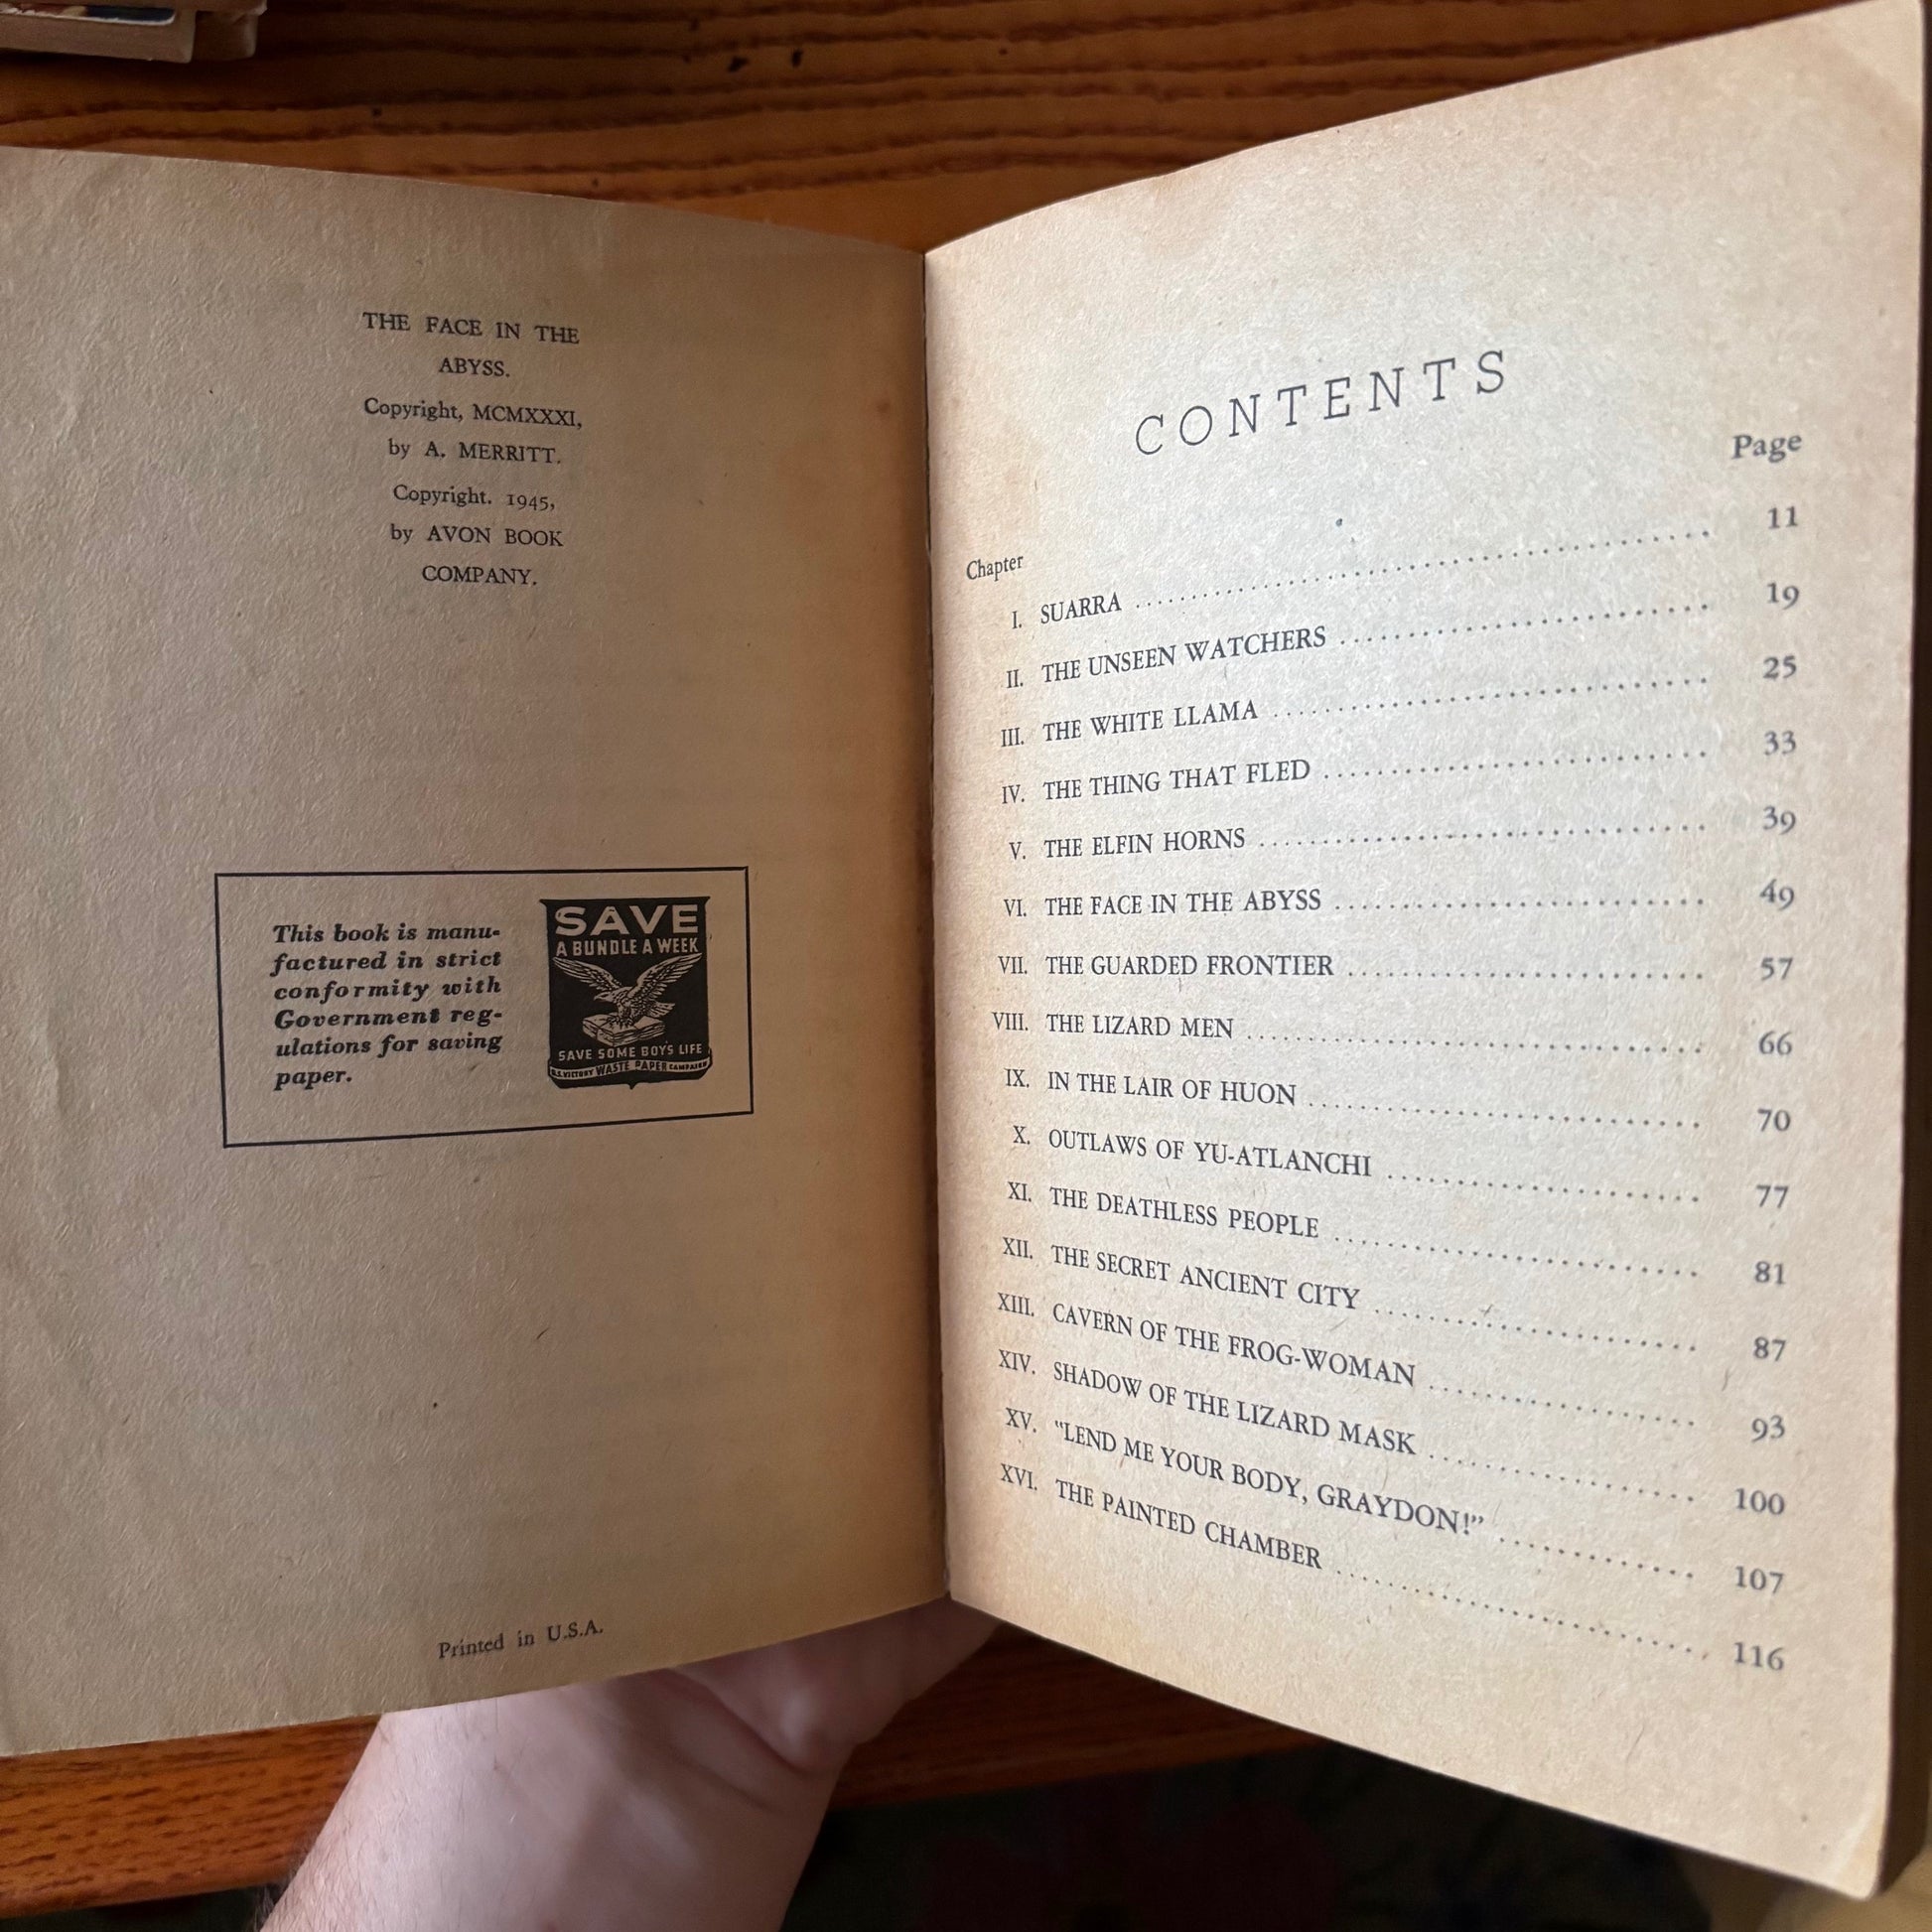 THE FACE IN THE
ABYSS.
Copyright, MCMXXXI,
by A. MERRITT.
Copyright. 1945,
by AVON BOOK
COMPANY.
This book is manu-
factured in strict
conformity with
Government reg-
ulations for saving
paper.
SAVE
A BUNDLE A WEEK
SAVE SOME BOY'S LIFE
U.S. VICTORY WASTE PAPER CAMPAIGN
Printed in U.S.A.
CONTENTS
Page
Chapter
I. SUARRA .......... 11
II. THE UNSEEN WATCHERS .......... 19
III. THE WHITE LLAMA .......... 25
IV. THE THING THAT FLED .......... 33
V. THE ELFIN HORNS .......... 39
VI. THE FACE IN THE ABYSS .......... 49
VII. THE GUARDED FRONTIER .......... 57
VIII. THE LIZARD MEN .......... 66
IX. IN THE LAIR OF HUON .......... 70
X. OUTLAWS OF YU-ATLANCHI .......... 77
XI. THE DEATHLESS PEOPLE .......... 81
XII. THE SECRET ANCIENT CITY .......... 87
XIII. CAVERN OF THE FROG-WOMAN .......... 93
XIV. SHADOW OF THE LIZARD MASK .......... 100
XV. "LEND ME YOUR BODY, GRAYDON!" .......... 107
XVI. THE PAINTED CHAMBER .......... 116